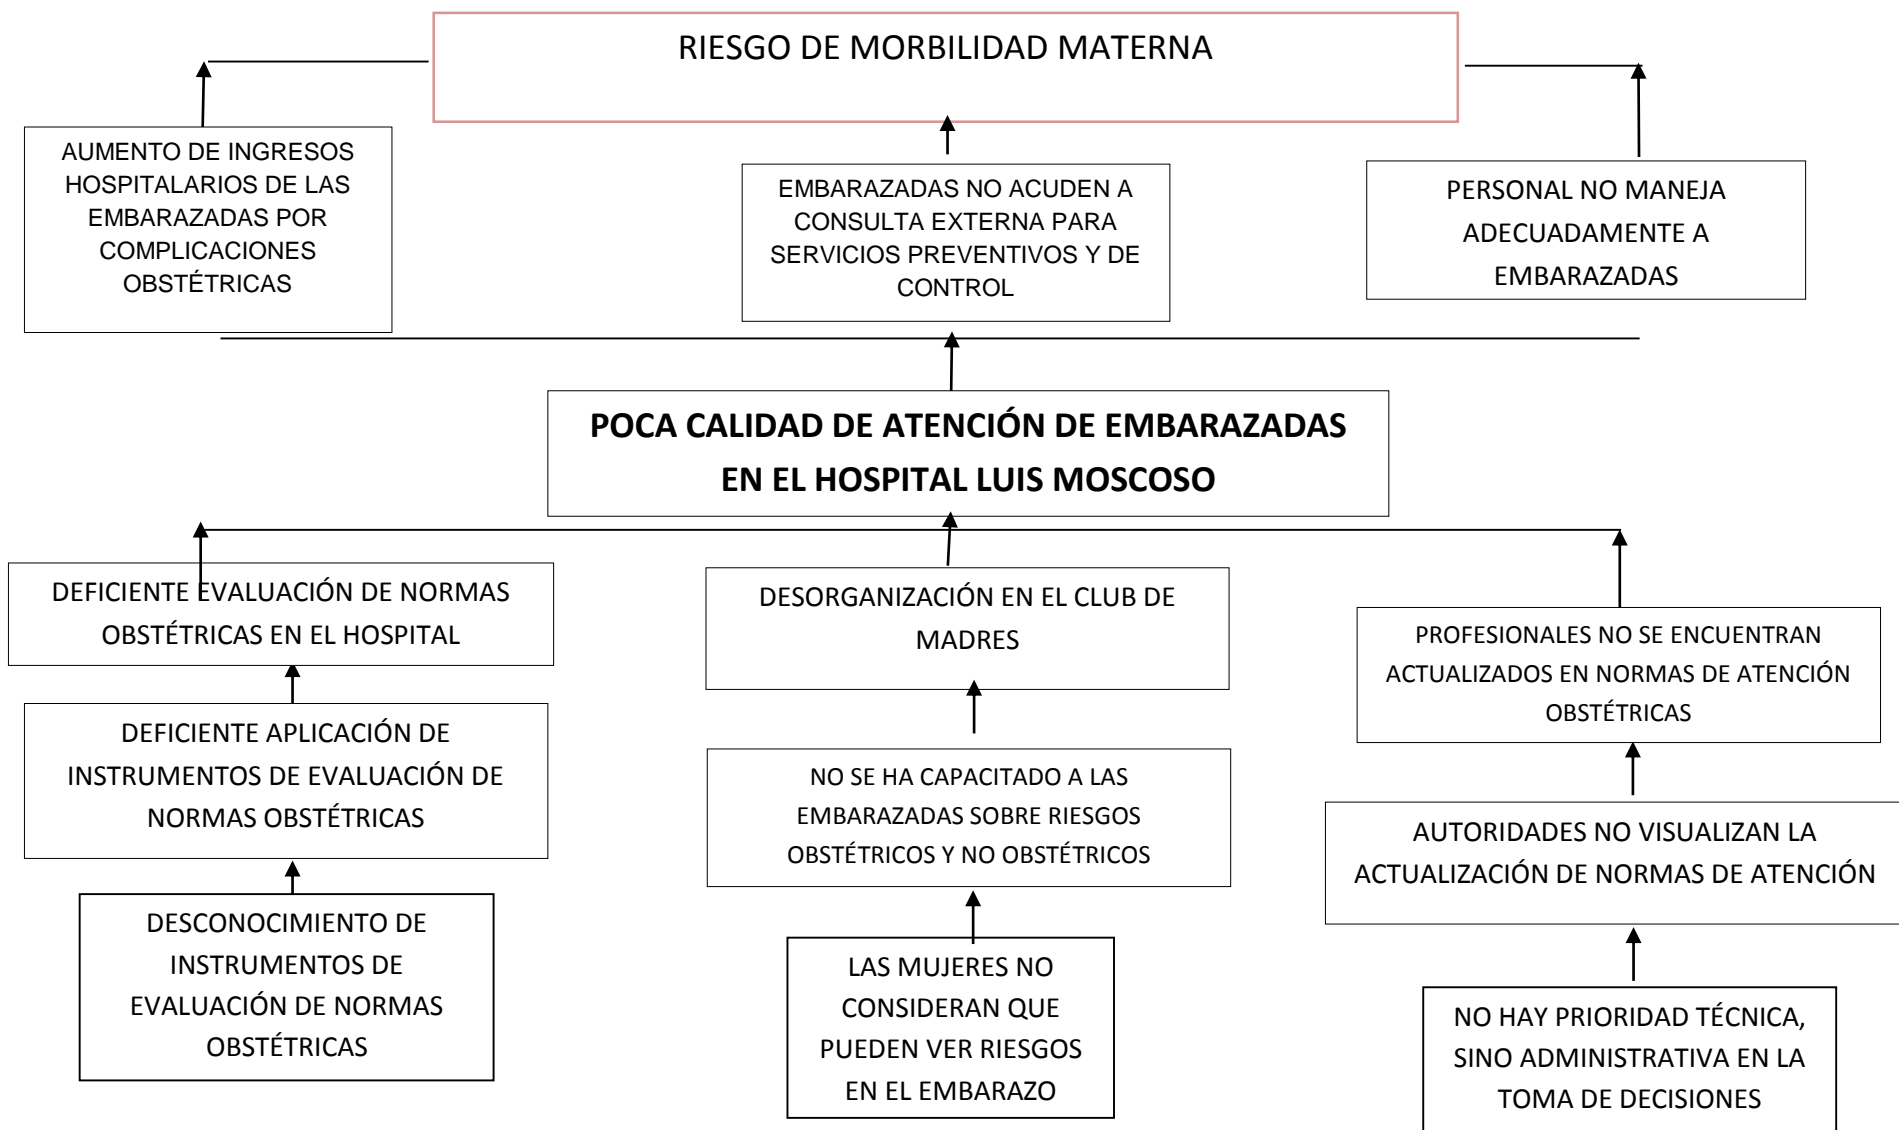 RIESGO DE MORBILIDAD MATERNA
AUMENTO DE INGRESOS
HOSPITALARIOS DE LAS
EMBARAZADAS POR
COMPLICACIONES
OBSTÉTRICAS
EMBARAZADAS NO ACUDEN A
CONSULTA EXTERNA PARA
SERVICIOS PREVENTIVOS Y DE
CONTROL
PERSONAL NO MANEJA
ADECUADAMENTE A
EMBARAZADAS
POCA CALIDAD DE ATENCIÓN DE EMBARAZADAS
EN EL HOSPITAL LUIS MOSCOSO
DEFICIENTE EVALUACIÓN DE NORMAS
OBSTÉTRICAS EN EL HOSPITAL
DESORGANIZACIÓN EN EL CLUB DE
MADRES
PROFESIONALES NO SE ENCUENTRAN
ACTUALIZADOS EN NORMAS DE ATENCIÓN
OBSTÉTRICAS
DEFICIENTE APLICACIÓN DE
INSTRUMENTOS DE EVALUACIÓN DE
NORMAS OBSTÉTRICAS
NO SE HA CAPACITADO A LAS
EMBARAZADAS SOBRE RIESGOS
OBSTÉTRICOS Y NO OBSTÉTRICOS
AUTORIDADES NO VISUALIZAN LA
ACTUALIZACIÓN DE NORMAS DE ATENCIÓN
DESCONOCIMIENTO DE
INSTRUMENTOS DE
EVALUACIÓN DE NORMAS
OBSTÉTRICAS
LAS MUJERES NO
CONSIDERAN QUE
PUEDEN VER RIESGOS
EN EL EMBARAZO
NO HAY PRIORIDAD TÉCNICA,
SINO ADMINISTRATIVA EN LA
TOMA DE DECISIONES